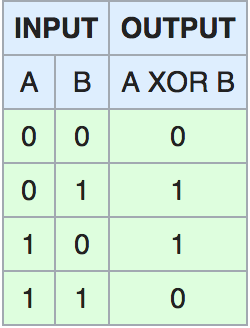 INPUT OUTPUT
A B A XOR B
0 0 0
0 1 1
1 0 1
1 1 0